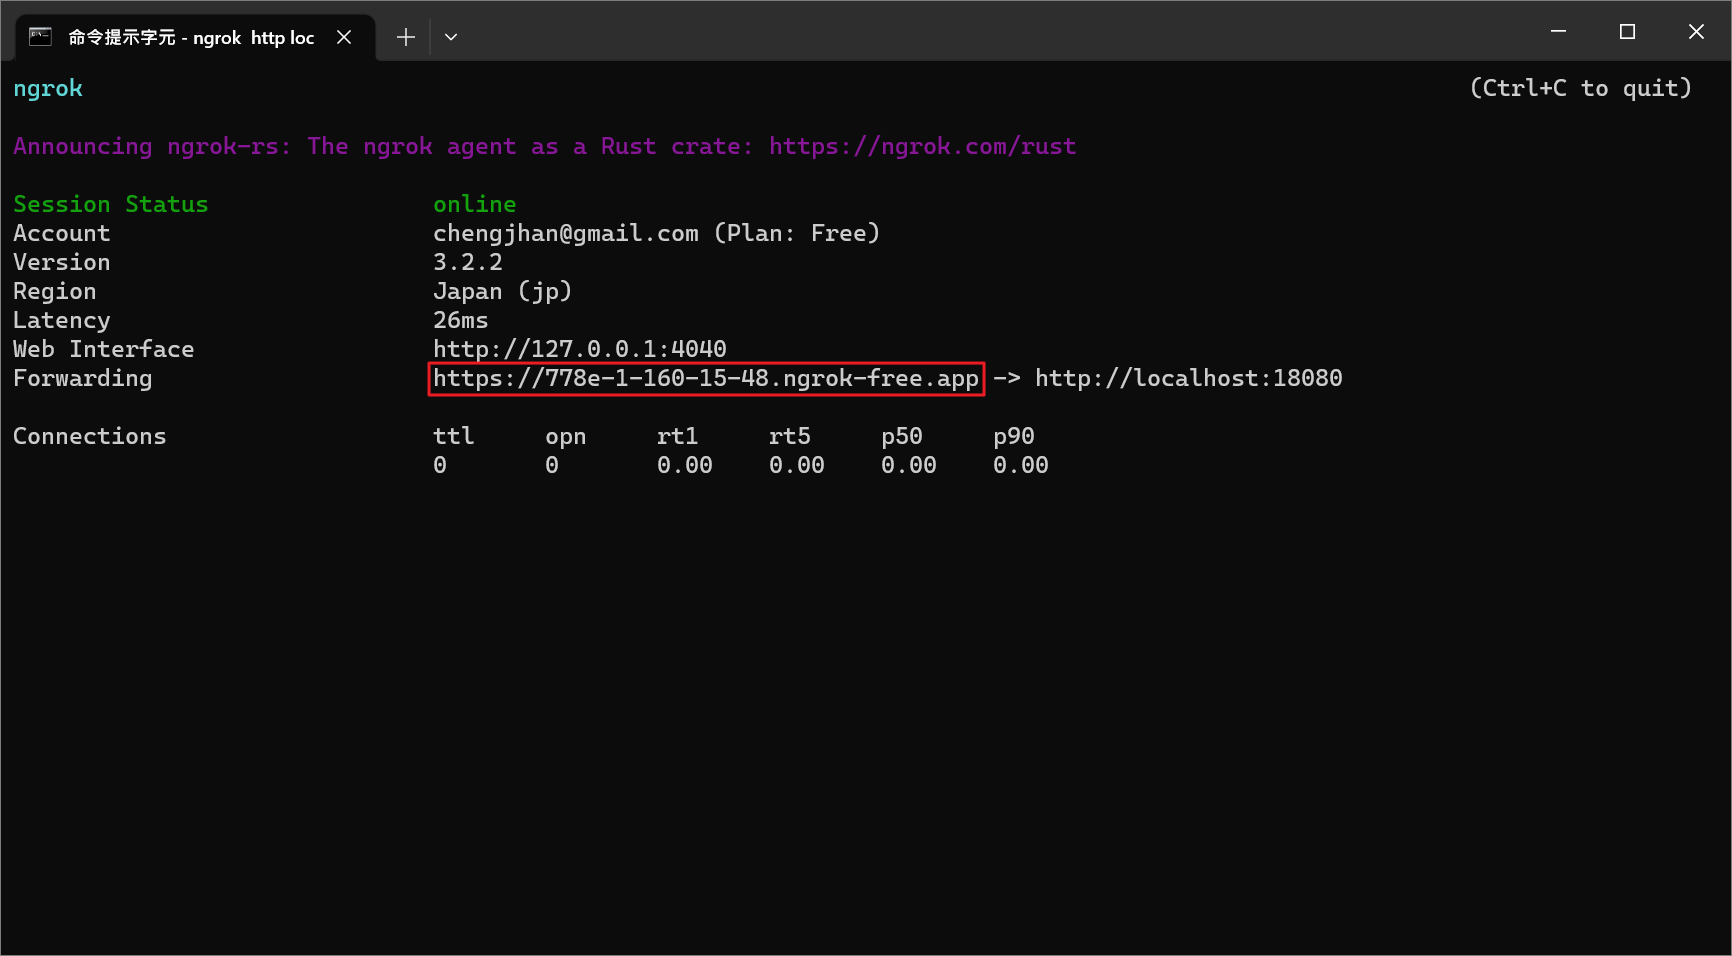 命令提示字元 - ngrok  http loc
ngrok (Ctrl+C to quit)
Announcing ngrok-rs: The ngrok agent as a Rust crate: https://ngrok.com/rust
Session Status online
Account chengjhan@gmail.com (Plan: Free)
Version 3.2.2
Region Japan (jp)
Latency 26ms
Web Interface http://127.0.0.1:4040
Forwarding https://778e-1-160-15-48.ngrok-free.app -> http://localhost:18080
Connections ttl opn rt1 rt5 p50 p90
0 0 0.00 0.00 0.00 0.00